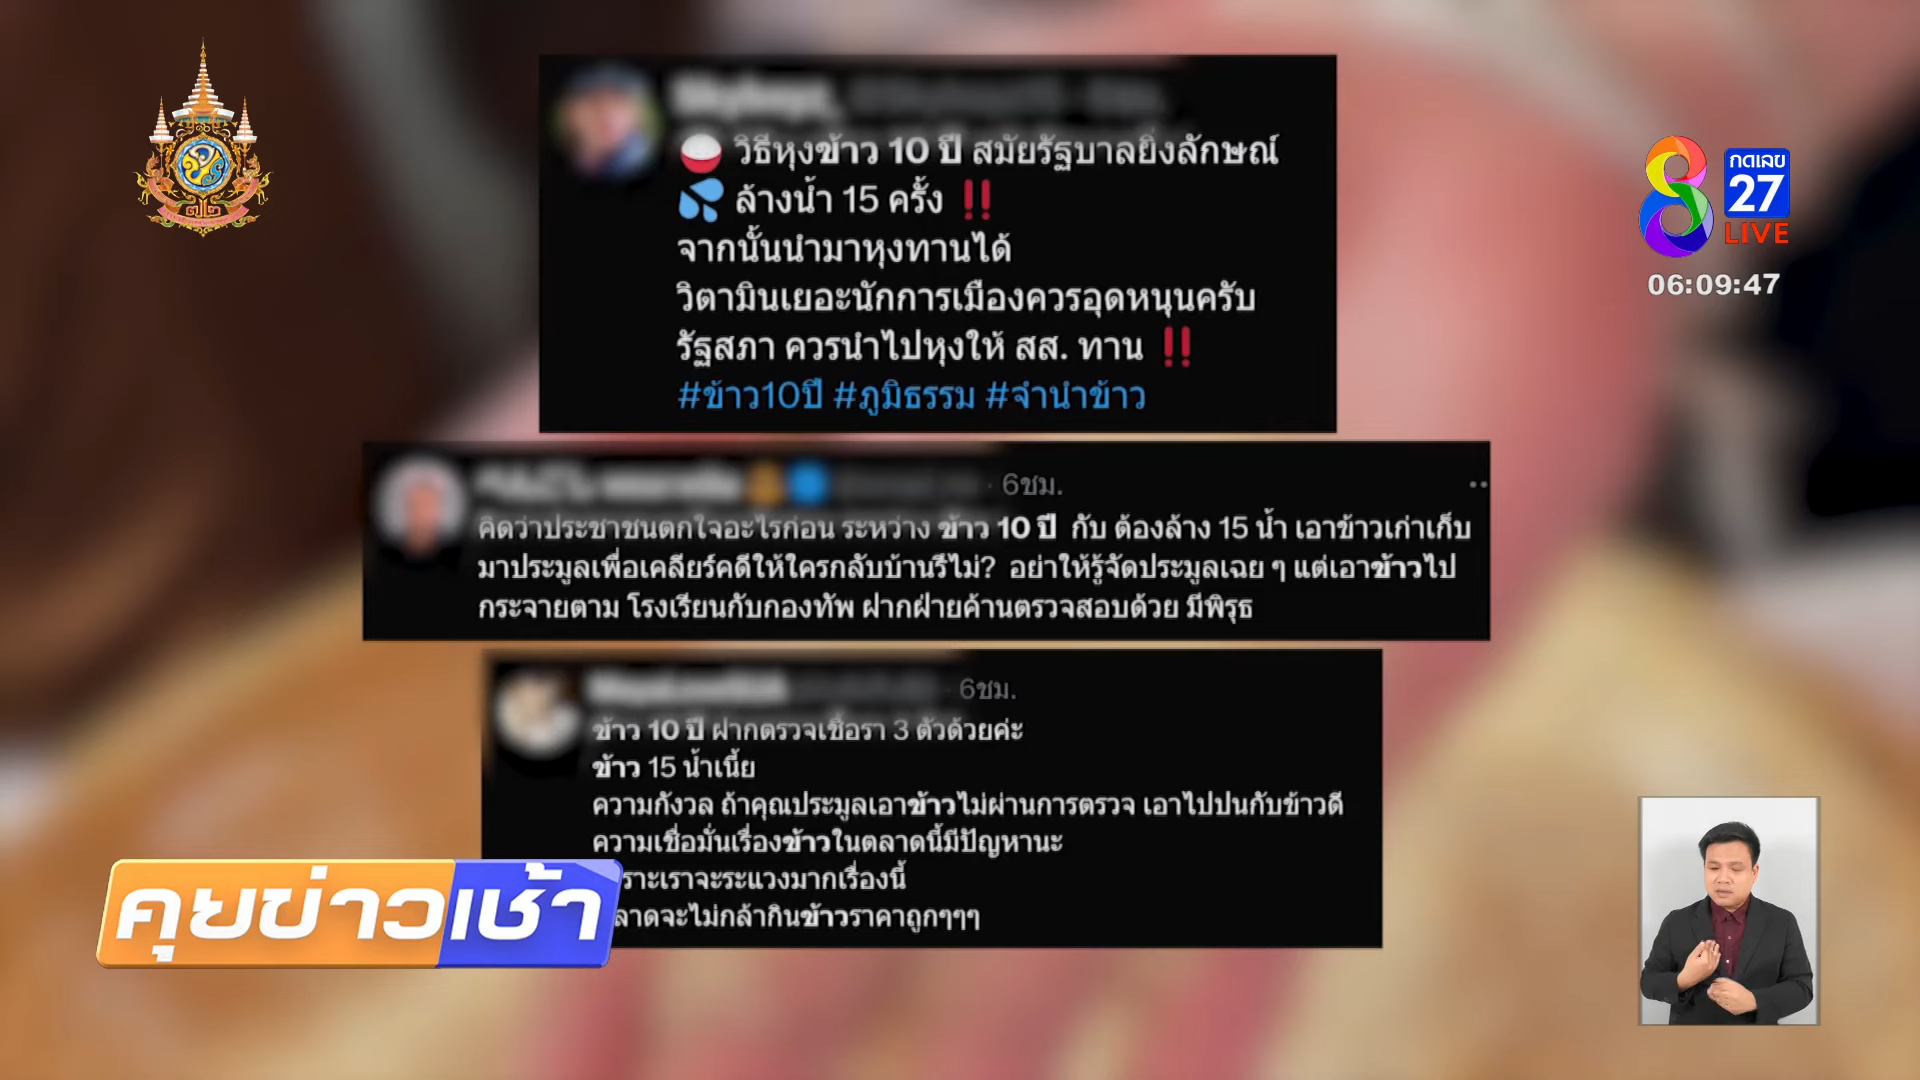 วิธีหุงข้าว 10 ปี สมัยรัฐบาลยิ่งลักษณ์
ล้างน้ำ 15 ครั้ง ‼️
จากนั้นนำมาหุงทานได้
วิตามินเยอะนักการเมืองควรอุดหนุนครับ
รัฐสภา ควรนำไปหุงให้ สส. ทาน ‼️
#ข้าว10ปี #ภูมิธรรม #จำนำข้าว
กดเลข
27
LIVE
06:09:47
· 6ชม.
คิดว่าประชาชนตกใจอะไรก่อน ระหว่าง ข้าว 10 ปี กับ ต้องล้าง 15 น้ำ เอาข้าวเก่าเก็บ
มาประมูลเพื่อเคลียร์คดีให้ใครกลับบ้านรึไม่? อย่าให้รู้จัดประมูลเฉย ๆ แต่เอาข้าวไป
กระจายตาม โรงเรียนกับกองทัพ ฝากฝ่ายค้านตรวจสอบด้วย มีพิรุธ
· 6ชม.
ข้าว 10 ปี ฝากตรวจเชื้อรา 3 ตัวด้วยค่ะ
ข้าว 15 น้ำเนี้ย
ความกังวล ถ้าคุณประมูลเอาข้าวไม่ผ่านการตรวจ เอาไปปนกับข้าวดี
ความเชื่อมั่นเรื่องข้าวในตลาดนี้มีปัญหานะ
ราะเราจะระแวงมากเรื่องนี้
ลาดจะไม่กล้ากินข้าวราคาถูกๆๆๆ
คุยข่าวเช้า